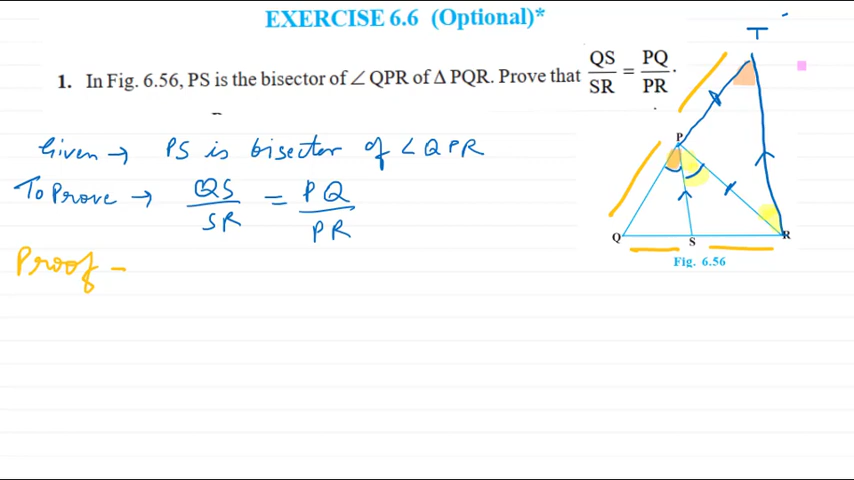 EXERCISE 6.6 (Optional)*
1. In Fig. 6.56, PS is the bisector of ∠ QPR of Δ PQR. Prove that QS/SR = PQ/PR.
Given → PS is bisector of ∠QPR
To Prove → QS/SR = PQ/PR
Proof -
T
P
Q
S
R
Fig. 6.56